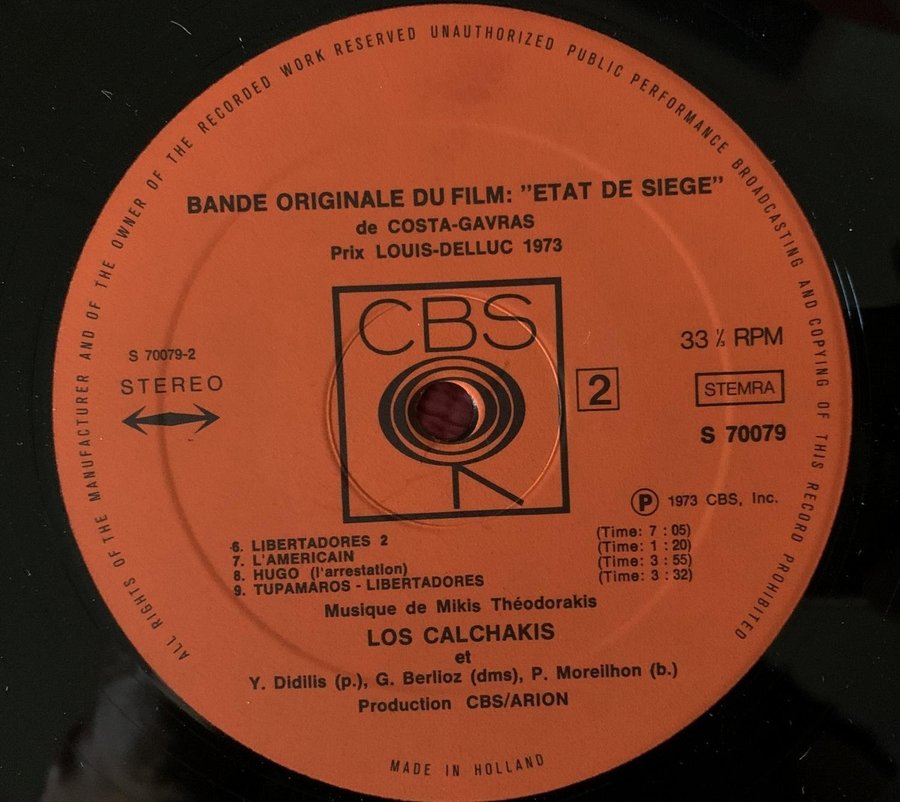 ALL RIGHTS OF THE MANUFACTURER AND OF THE OWNER OF THE RECORDED WORK RESERVED UNAUTHORIZED PUBLIC PERFORMANCE BROADCASTING AND COPYING OF THIS RECORD PROHIBITED
BANDE ORIGINALE DU FILM: "ETAT DE SIEGE"
de COSTA-GAVRAS
Prix LOUIS-DELLUC 1973
CBS
S 70079-2
STEREO
2
33 ⅓ RPM
STEMRA
S 70079
Ⓟ 1973 CBS, Inc.
6. LIBERTADORES 2 (Time: 7 : 05)
7. L'AMERICAIN (Time: 1 : 20)
8. HUGO (l'arrestation) (Time: 3 : 55)
9. TUPAMAROS - LIBERTADORES (Time: 3 : 32)
Musique de Mikis Théodorakis
LOS CALCHAKIS
et
Y. Didilis (p.), G. Berlioz (dms), P. Moreilhon (b.)
Production CBS/ARION
MADE IN HOLLAND